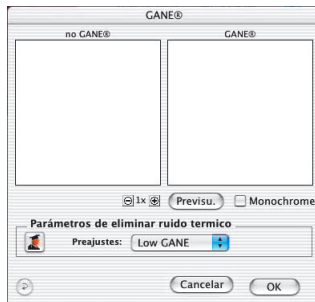 GANE®
no GANE® GANE®
1x Previsu. Monochrome
Parámetros de eliminar ruido termico
Preajustes: Low GANE
Cancelar OK